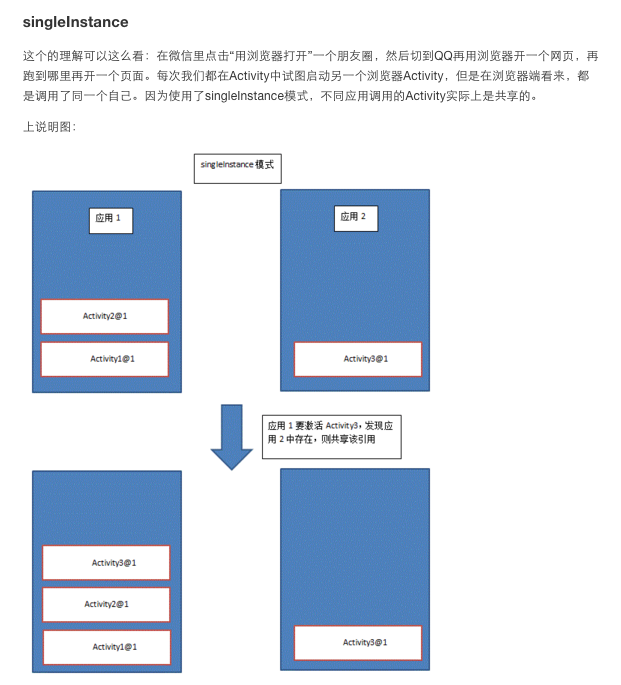 singleInstance
这个的理解可以这么看：在微信里点击“用浏览器打开”一个朋友圈，然后切到QQ再用浏览器开一个网页，再
跑到哪里再开一个页面。每次我们都在Activity中试图启动另一个浏览器Activity，但是在浏览器端看来，都
是调用了同一个自己。因为使用了singleInstance模式，不同应用调用的Activity实际上是共享的。
上说明图：
singleInstance 模式
应用 1
应用 2
Activity2@1
Activity1@1
Activity3@1
应用 1 要激活 Activity3，发现应
用 2 中存在，则共享该引用
Activity3@1
Activity2@1
Activity1@1
Activity3@1